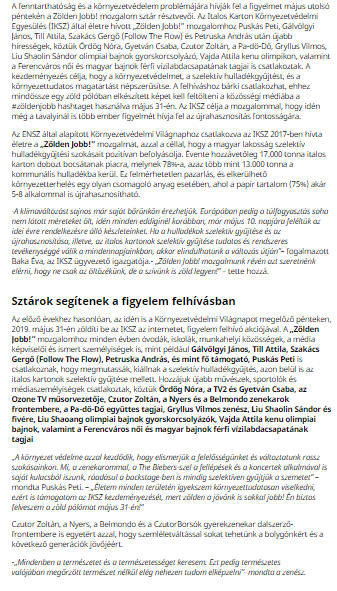 A fenntarthatóság és a környezetvédelem problémáira hívják fel a figyelmet május utolsó
péntekén a Zölden Jobb! mozgalom sztár résztvevői. Az Italos Karton Környezetvédelmi
Egyesülés (IKSZ) által életre hívott „Zölden Jobb!” mozgalomhoz Puskás Peti, Gálvölgyi
János, Till Attila, Szakács Gergő (Follow The Flow) és Petruska András után újabb
hírességek, köztük Ördög Nóra, Gyetván Csaba, Czutor Zoltán, a Pa-dö-Dő, Gryllus Vilmos,
Liu Shaolin Sándor olimpiai bajnok gyorskorcsolyázó, Vajda Attila kenu olimpikon, valamint
a Ferencváros női és magyar bajnok férfi vízilabdacsapatának tagjai is csatlakoztak. A
kezdeményezés célja, hogy a környezetvédelmet, a szelektív hulladékgyűjtést, és a
környezettudatos magatartást népszerűsítse. A felhíváshoz bárki csatlakozhat, ehhez
mindössze egy zöld pólóban elkészített képet kell feltölteni a közösségi médiába a
#zoldenjobb hashtaget használva május 31-én. Az IKSZ célja a mozgalommal, hogy idén
még a tavalyinál is több ember figyelmét hívja fel az újrahasznosítás fontosságára.
Az ENSZ által alapított Környezetvédelmi Világnaphoz csatlakozva az IKSZ 2017-ben hívta
életre a „Zölden Jobb!” mozgalmat, azzal a céllal, hogy a magyar lakosság szelektív
hulladékgyűjtési szokásait pozitívan befolyásolja. Évente hozzávetőleg 17.000 tonna italos
karton dobozt bocsátanak piacra, melynek 78%-a, azaz több mint 13.000 tonna a
kommunális hulladékba kerül. Ez felmérhetetlen pazarlás, és elkerülhető
környezetterhelés egy olyan csomagoló anyag esetében, ahol a papír tartalom (75%) akár
5-8 alkalommal is újrahasznosítható.
-A klímaváltozást sajnos már saját bőrünkön érezhetjük. Európában pedig a túlfogyasztás soha
nem látott méreteket ölt, idén minden eddiginél korábban, már május 10. napjára feléltük az
idei évre rendelkezésre álló készleteinket. Ha a hulladékok szelektív gyűjtése és az
újrahasznosítása, illetve, az italos kartonok szelektív gyűjtése tudatos és rendszeres
tevékenységgé válik a mindennapjainkban, akkor elindulhatunk a változás útján”– fogalmazott
Baka Éva, az IKSZ ügyvezető igazgatója.- „Zölden Jobb! mozgalmunk révén azt szeretnénk
elérni, hogy ne csak az öltözékünk, de a szívünk is zöld legyen!” – tette hozzá.
Sztárok segítenek a figyelem felhívásban
Az előző évekhez hasonlóan, az idén is a Környezetvédelmi Világnapot megelőző pénteken,
2019. május 31-én zöldíti be az IKSZ az internetet, figyelem felhívó akciójával. A „Zölden
Jobb!” mozgalomhoz minden évben óvodák, iskolák, munkahelyi közösségek, a média
képviselői és ismert személyiségek is, mint például Gálvölgyi János, Till Attila, Szakács
Gergő (Follow The Flow), Petruska András, és mint fő támogató, Puskás Peti is
csatlakoznak, hogy megmutassák, kiállnak a szelektív hulladékgyűjtés, azon belül is az
italos kartonok szelektív gyűjtése mellett. Hozzájuk újabb művészek, sportolók és
médiaszemélyiségek csatlakoztak, köztük Ördög Nóra, a TV2 és Gyetván Csaba, az
Ozone TV műsorvezetője, Czutor Zoltán, a Nyers és a Belmondo zenekarok
frontembere, a Pa-dö-Dő együttes tagjai, Gryllus Vilmos zenész, Liu Shaolin Sándor és
fivére, Liu Shaoang olimpiai bajnok gyorskorcsolyázók, Vajda Attila kenu olimpiai
bajnok, valamint a Ferencváros női és magyar bajnok férfi vízilabdacsapatának
tagjai
„A környezet védelme azzal kezdődik, hogy elismerjük a felelősségünket és változtatunk rossz
szokásainkon. Mi, a zenekarommal, a The Biebers-szel a fellépések és a koncertek alkalmával is
saját kulacsból iszunk, ráadásul a backstage-ben is mindig szelektíven gyűjtjük a szemetet” –
mondta Puskás Peti. – „Életem minden területén igyekszem környezettudatosan viselkedni,
ezért is támogatom az IKSZ kezdeményezését, mert zölden a jövőnk is sokkal jobb! Én biztos
felveszem a zöld pólómat május 31-én!”
Czutor Zoltán, a Nyers, a Belmondo és a CzutorBorsók gyerekzenekar dalszerző-
frontembere is egyetért azzal, hogy szemléletváltással sokat tehetünk a bolygónkért és a
következő generációk jövőjéért.
-„Mindenben a természetet és a természetességet keresem. Ezt pedig természetes
valójában megőrzött természet nélkül elég nehezen tudom elképzelni”- mondta a zenész.